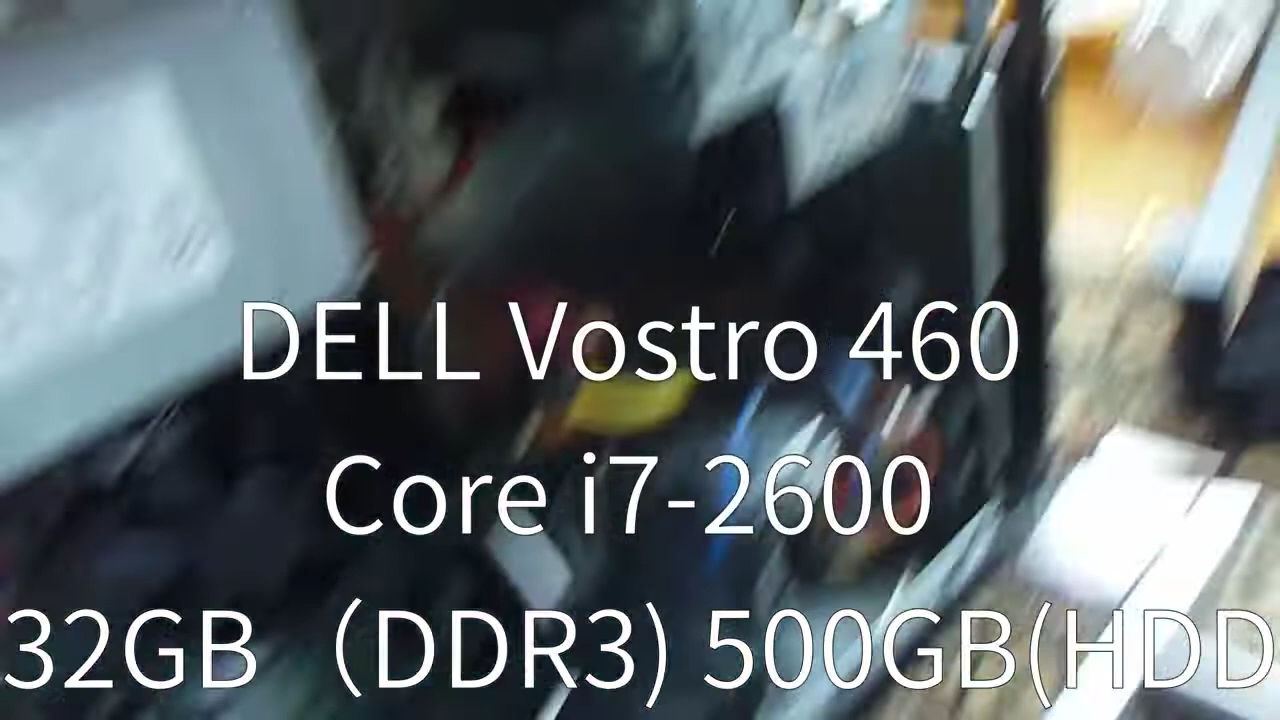 DELL Vostro 460
Core i7-2600
32GB （DDR3) 500GB(HDD